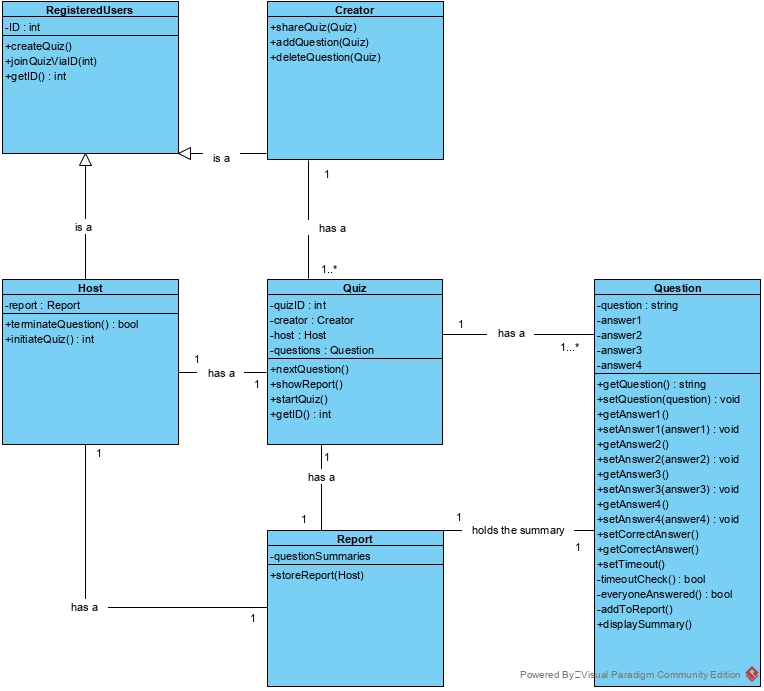 RegisteredUsers
-ID : int
+createQuiz()
+joinQuizViaID(int)
+getID() : int
Creator
+shareQuiz(Quiz)
+addQuestion(Quiz)
+deleteQuestion(Quiz)
is a
1
is a
has a
1..*
Host
-report : Report
+terminateQuestion() : bool
+initiateQuiz() : int
Quiz
-quizID : int
-creator : Creator
-host : Host
-questions : Question
+nextQuestion()
+showReport()
+startQuiz()
+getID() : int
1
has a
1...*
1
has a
1
Question
-question : string
-answer1
-answer2
-answer3
-answer4
+getQuestion() : string
+setQuestion(question) : void
+getAnswer1()
+setAnswer1(answer1) : void
+getAnswer2()
+setAnswer2(answer2) : void
+getAnswer3()
+setAnswer3(answer3) : void
+getAnswer4()
+setAnswer4(answer4) : void
+setCorrectAnswer()
+getCorrectAnswer()
+setTimeout()
-timeoutCheck() : bool
-everyoneAnswered() : bool
-addToReport()
+displaySummary()
1
1
has a
1
1
holds the summary
1
Report
-questionSummaries
+storeReport(Host)
has a
1
Powered By Visual Paradigm Community Edition